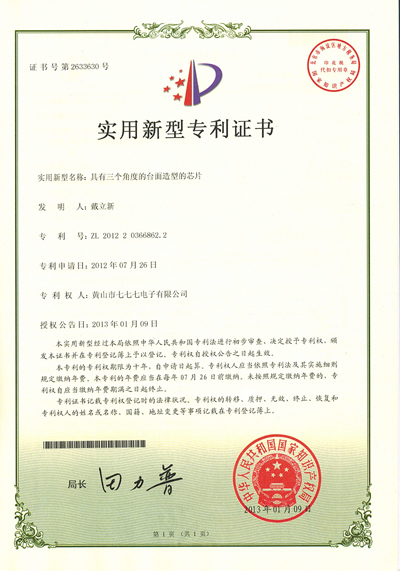 证书号第2633630号
印花税
代扣专用章
实用新型专利证书
实用新型名称：具有三个角度的台面造型的芯片
发明人：戴立新
专利号：ZL 2012 2 0366862.2
专利申请日：2012年07月26日
专利权人：黄山市七七七电子有限公司
授权公告日：2013年01月09日
本实用新型经过本局依照中华人民共和国专利法进行初步审查，决定授予专利权，颁
发本证书并在专利登记簿上予以登记。专利权自授权公告之日起生效。
本专利的专利权期限为十年，自申请日起算。专利权人应当依照专利法及其实施细则
规定缴纳年费。本专利的年费应当在每年07月26日前缴纳。未按照规定缴纳年费的，专
利权自应当缴纳年费期满之日起终止。
专利证书记载专利权登记时的法律状况。专利权的转移、质押、无效、终止、恢复和
专利权人的姓名或名称、国籍、地址变更等事项记载在专利登记簿上。
局长
田力普
中华人民共和国国家知识产权局
2013年01月09日
第1页（共1页）